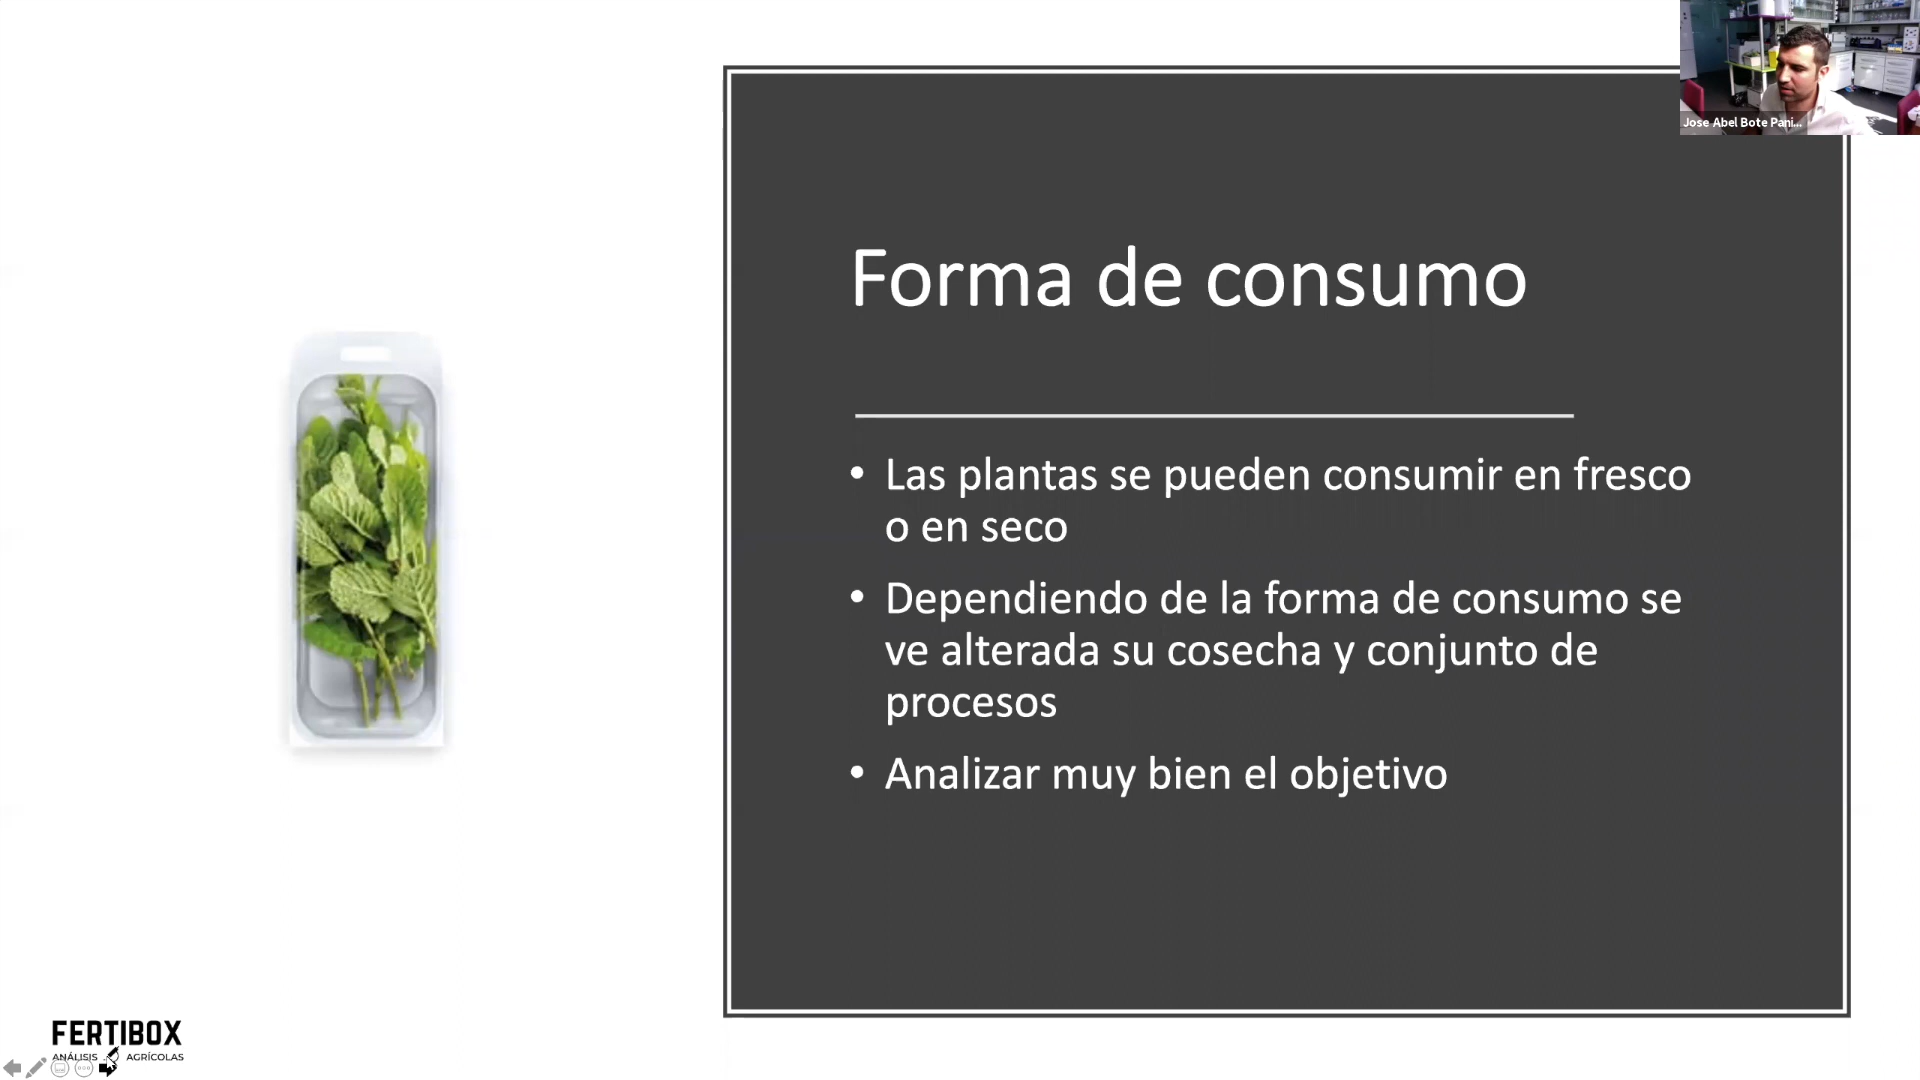 Jose Abel Bote Pani...
Forma de consumo
• Las plantas se pueden consumir en fresco
o en seco
• Dependiendo de la forma de consumo se
ve alterada su cosecha y conjunto de
procesos
• Analizar muy bien el objetivo
FERTIBOX
ANÁLISIS AGRÍCOLAS